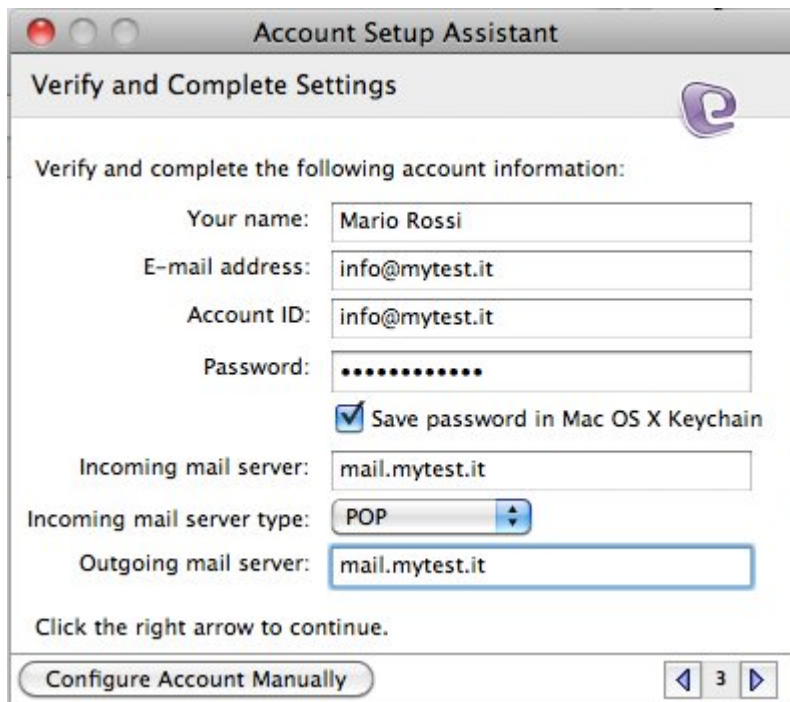 Account Setup Assistant
Verify and Complete Settings
Verify and complete the following account information:
Your name: Mario Rossi
E-mail address: info@mytest.it
Account ID: info@mytest.it
Password: ••••••••••••
Save password in Mac OS X Keychain
Incoming mail server: mail.mytest.it
Incoming mail server type: POP
Outgoing mail server: mail.mytest.it
Click the right arrow to continue.
Configure Account Manually 3